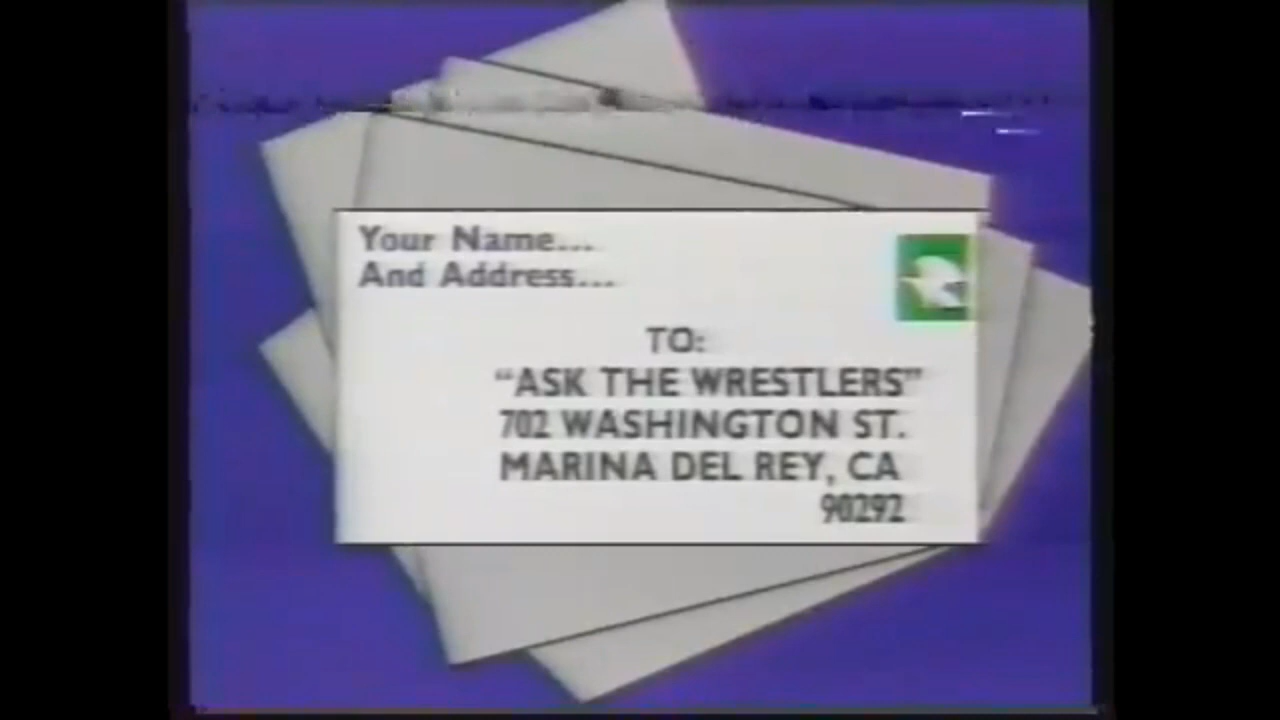 Your Name...
And Address...
TO:
“ASK THE WRESTLERS”
702 WASHINGTON ST.
MARINA DEL REY, CA
90292